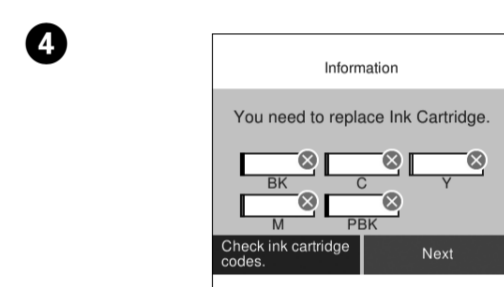 4
Information
You need to replace Ink Cartridge.
BK C Y
M PBK
Check ink cartridge
codes.
Next